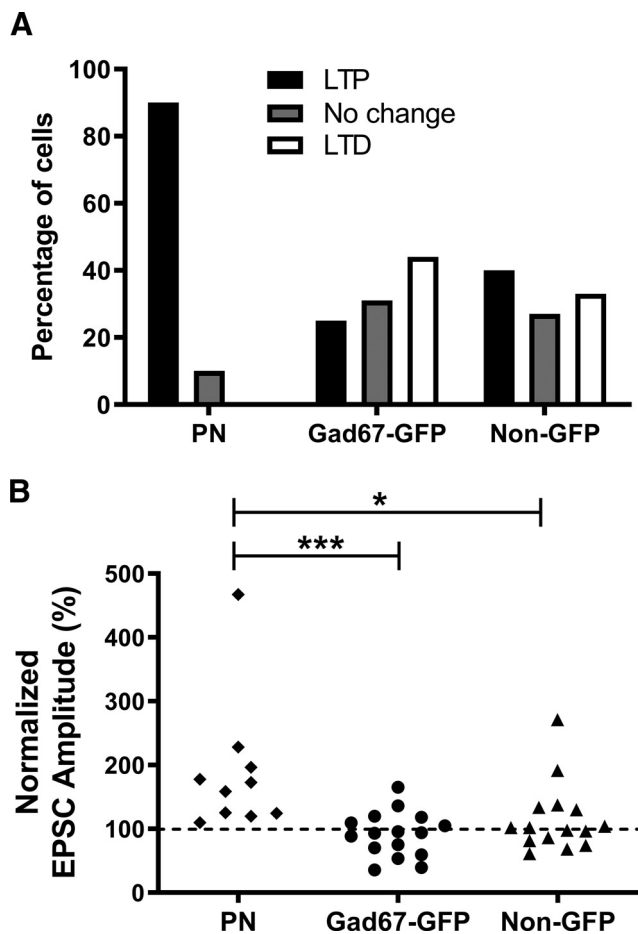 A
100
80
60
40
20
0
Percentage of cells
LTP
No change
LTD
PN Gad67-GFP Non-GFP
B
*
***
500
400
300
200
100
0
Normalized
EPSC Amplitude (%)
PN Gad67-GFP Non-GFP